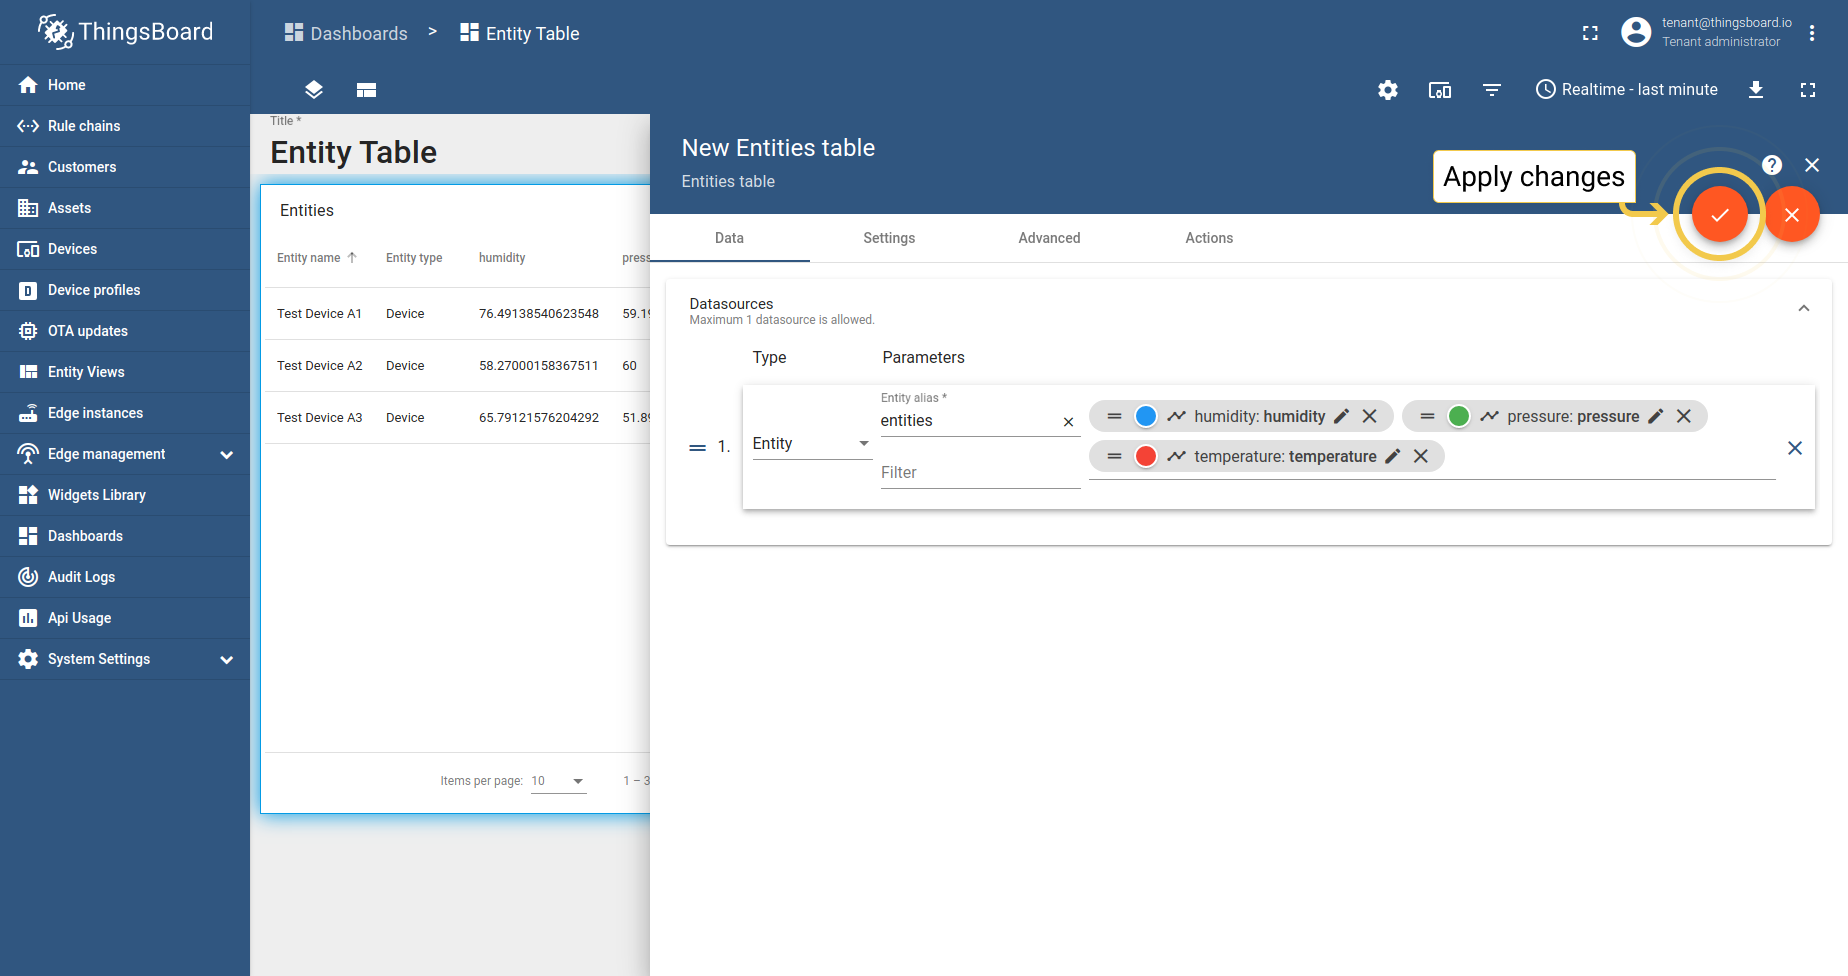 ThingsBoard
Dashboards > Entity Table
tenant@thingsboard.io
Tenant administrator
Home
Rule chains
Customers
Assets
Devices
Device profiles
OTA updates
Entity Views
Edge instances
Edge management
Widgets Library
Dashboards
Audit Logs
Api Usage
System Settings
Realtime - last minute
Title *
Entity Table
Entities
Entity name Entity type humidity press
Test Device A1 Device 76.49138540623548 59.19
Test Device A2 Device 58.27000158367511 60
Test Device A3 Device 65.79121576204292 51.89
Items per page: 10 1 – 3
New Entities table
Entities table
Apply changes
Data Settings Advanced Actions
Datasources
Maximum 1 datasource is allowed.
Type Parameters
1.
Entity
Entity alias *
entities
Filter
humidity: humidity
pressure: pressure
temperature: temperature